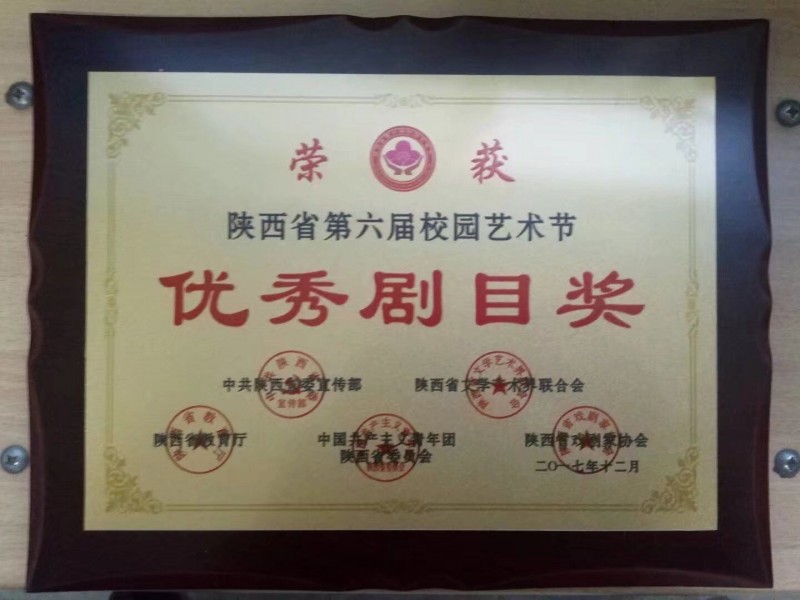 荣 获
陕西省第六届校园艺术节
优秀剧目奖
中共陕西省委宣传部 陕西省文学艺术界联合会
陕西省教育厅 中国共产主义青年团 陕西省戏剧家协会
陕西省委员会
二〇一七年十二月